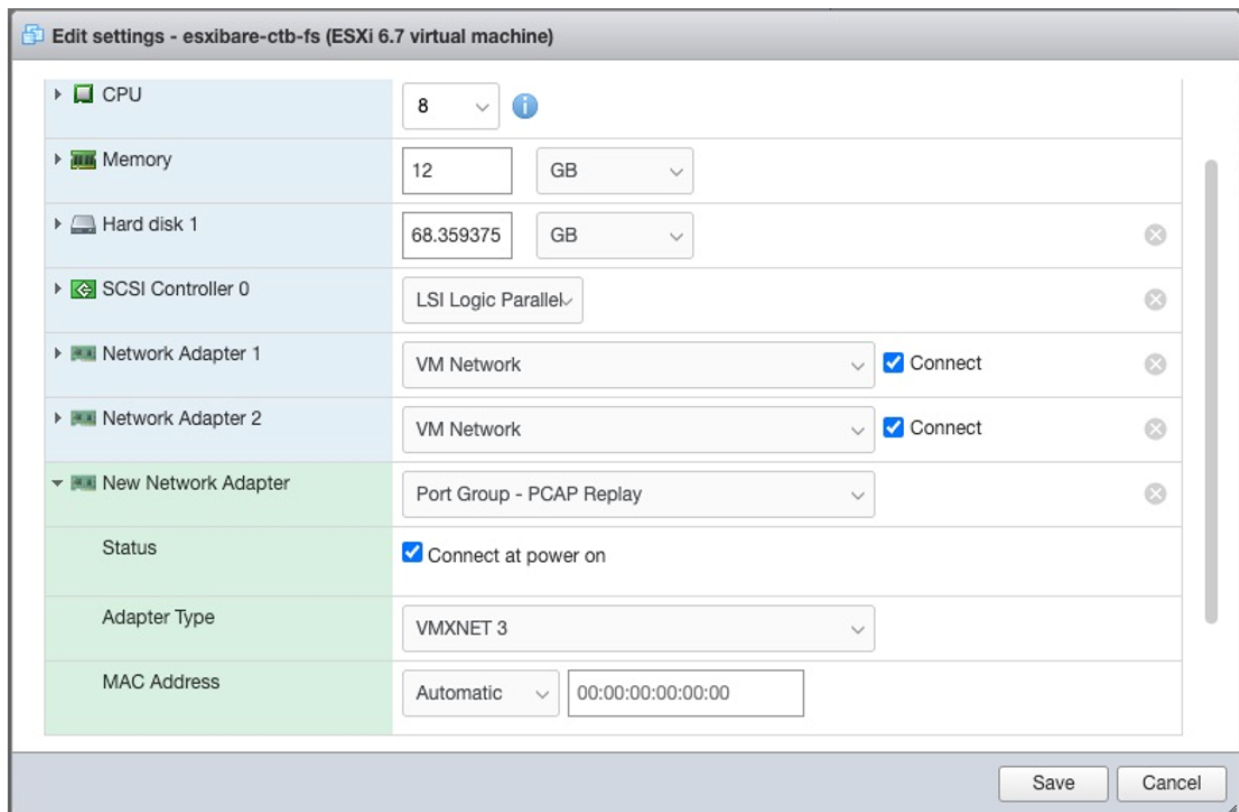 Edit settings - esxibare-ctb-fs (ESXi 6.7 virtual machine)
CPU
8
Memory
12 GB
Hard disk 1
68.359375 GB
SCSI Controller 0
LSI Logic Parallel
Network Adapter 1
VM Network Connect
Network Adapter 2
VM Network Connect
New Network Adapter
Port Group - PCAP Replay
Status
Connect at power on
Adapter Type
VMXNET 3
MAC Address
Automatic 00:00:00:00:00:00
Save Cancel